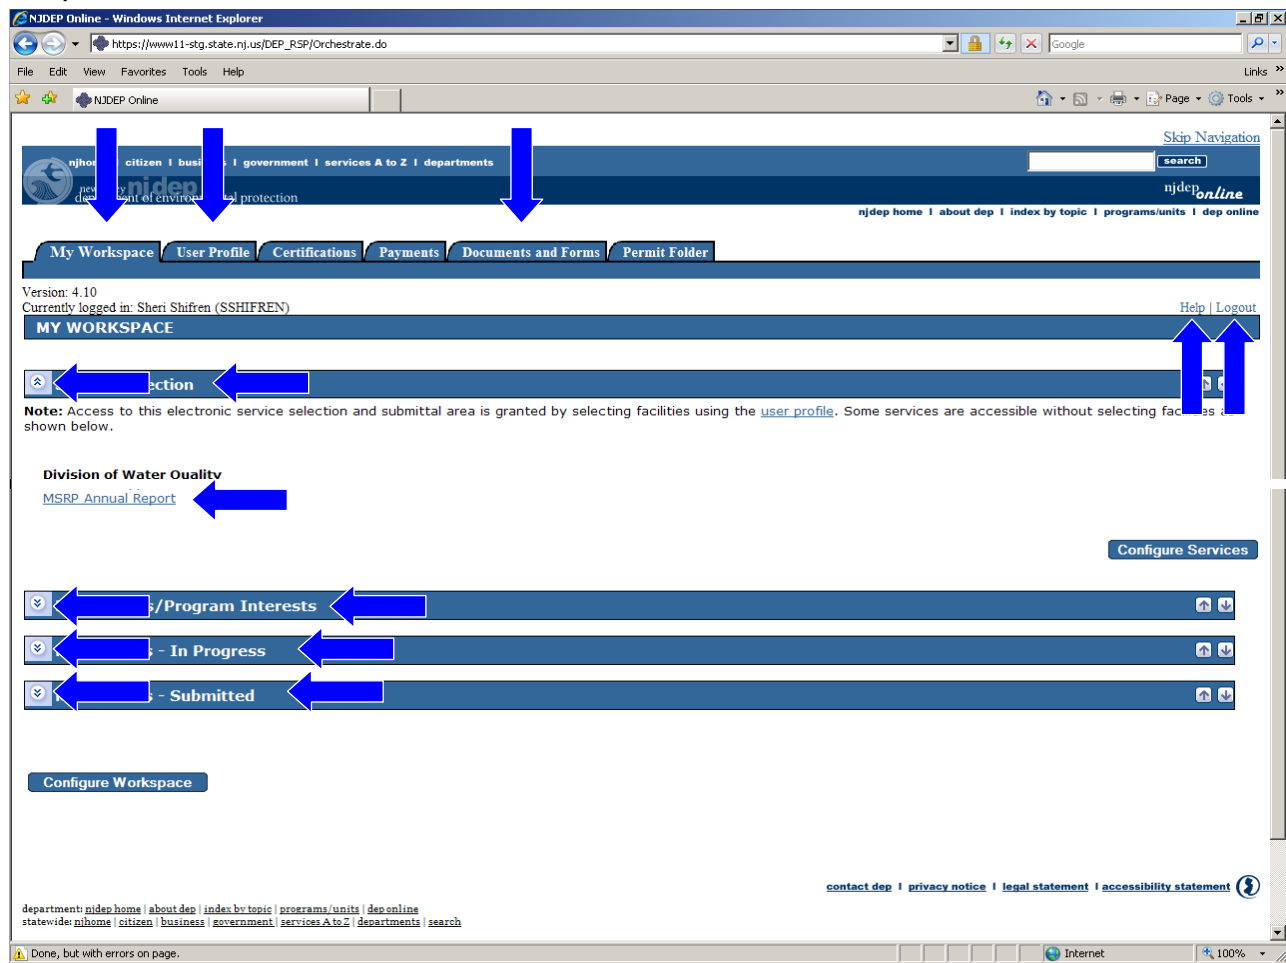 NJDEP Online - Windows Internet Explorer
https://www11-stg.state.nj.us/DEP_RSP/Orchestrate.do
Google
File Edit View Favorites Tools Help
Links »
NJDEP Online
Page Tools »
Skip Navigation
citizen I I government I services A to Z I departments
search
njdep
of protection
njdep online
njdep home I about dep I index by topic I programs/units I dep online
My Workspace User Profile Certifications Payments Documents and Forms Permit Folder
Version: 4.10
Currently logged in: Sheri Shifren (SSHIFREN)
Help | Logout
MY WORKSPACE
Note: Access to this electronic service selection and submittal area is granted by selecting facilities using the user profile. Some services are accessible without selecting
shown below.
Division of Water Quality
MSRP Annual Report
Configure Services
/Program Interests
- In Progress
- Submitted
Configure Workspace
contact dep I privacy notice I legal statement I accessibility statement
department: njdep home | about dep | index by topic | programs/units | dep online
statewide: njhome | citizen | business | government | services A to Z | departments | search
Done, but with errors on page.
Internet
100%